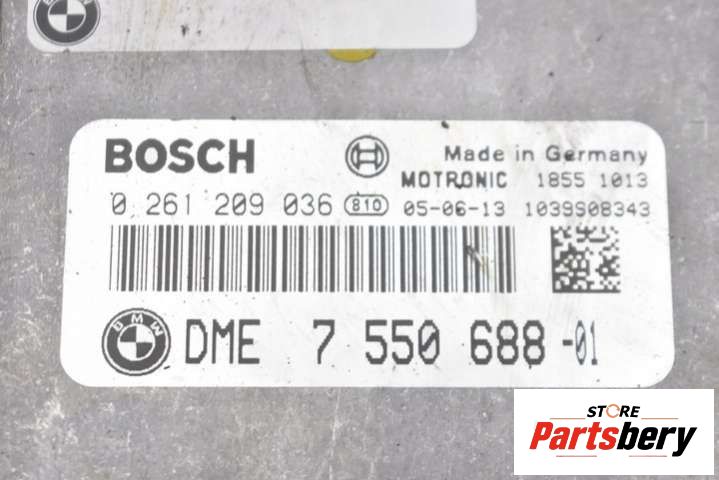 BOSCH
Made in Germany
MOTRONIC 1855 1013
0 261 209 036 810 05-06-13 1039S08343
BMW DME 7 550 688 -01
STORE
Partsbery